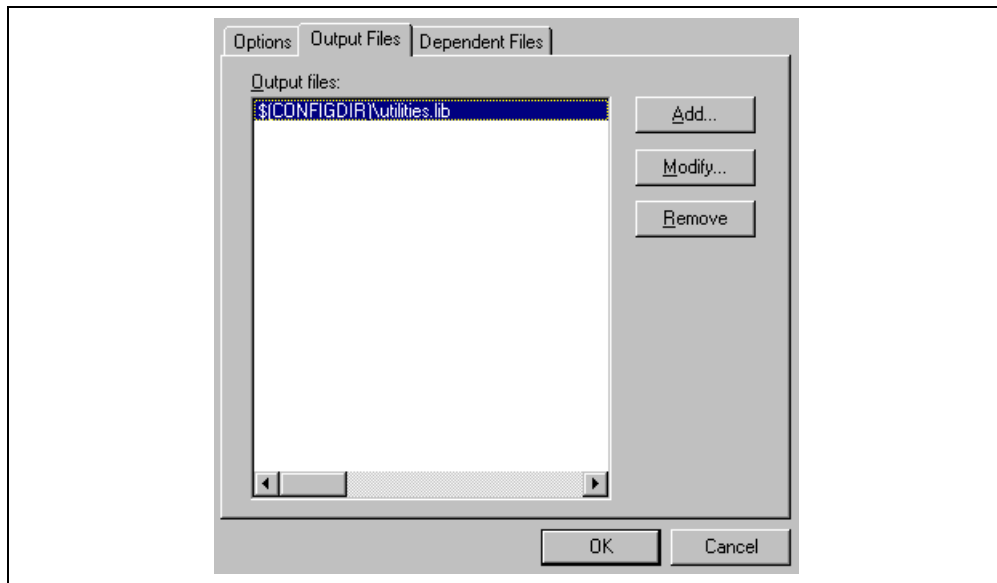 Options Output Files Dependent Files
Output files:
$(CONFIGDIR)\utilities.lib
Add...
Modify...
Remove
OK Cancel